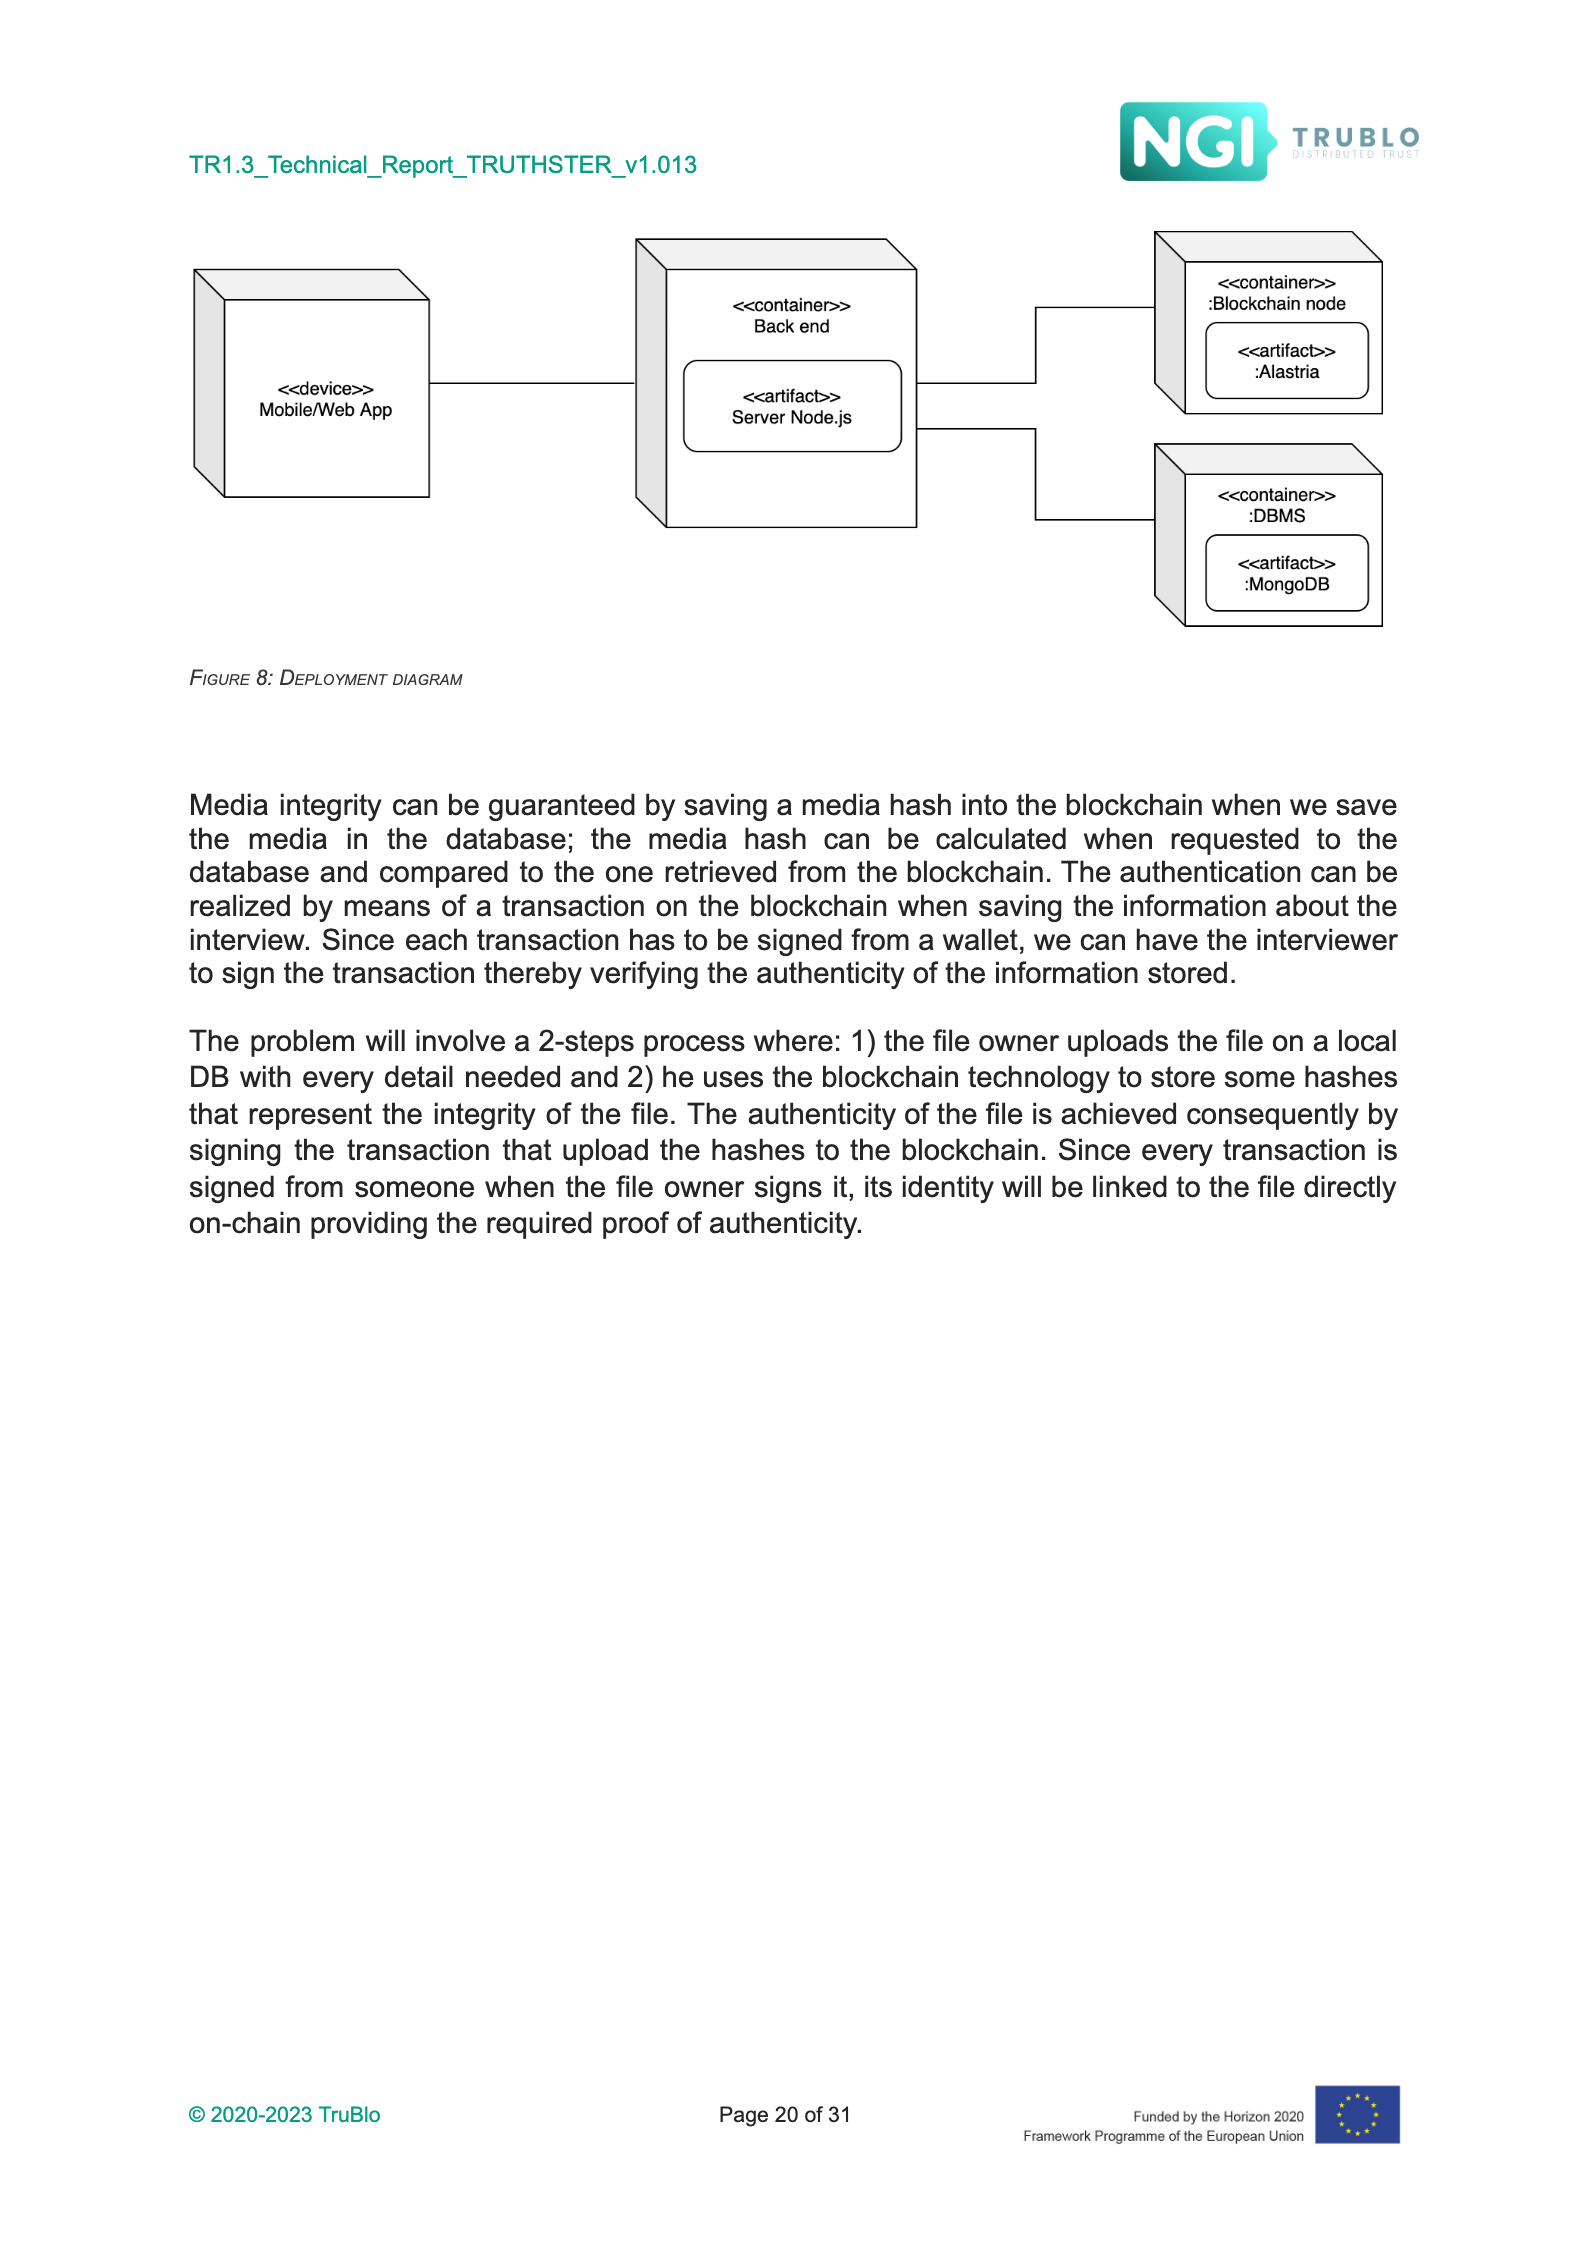 TR1.3_Technical_Report_TRUTHSTER_v1.013
NGI
TRUBLO
DISTRIBUTED TRUST
<<device>>
Mobile/Web App
<<container>>
Back end
<<artifact>>
Server Node.js
<<container>>
:Blockchain node
<<artifact>>
:Alastria
<<container>>
:DBMS
<<artifact>>
:MongoDB
FIGURE 8: DEPLOYMENT DIAGRAM
Media integrity can be guaranteed by saving a media hash into the blockchain when we save
the media in the database; the media hash can be calculated when requested to the
database and compared to the one retrieved from the blockchain. The authentication can be
realized by means of a transaction on the blockchain when saving the information about the
interview. Since each transaction has to be signed from a wallet, we can have the interviewer
to sign the transaction thereby verifying the authenticity of the information stored.
The problem will involve a 2-steps process where: 1) the file owner uploads the file on a local
DB with every detail needed and 2) he uses the blockchain technology to store some hashes
that represent the integrity of the file. The authenticity of the file is achieved consequently by
signing the transaction that upload the hashes to the blockchain. Since every transaction is
signed from someone when the file owner signs it, its identity will be linked to the file directly
on-chain providing the required proof of authenticity.
© 2020-2023 TruBlo
Page 20 of 31
Funded by the Horizon 2020
Framework Programme of the European Union